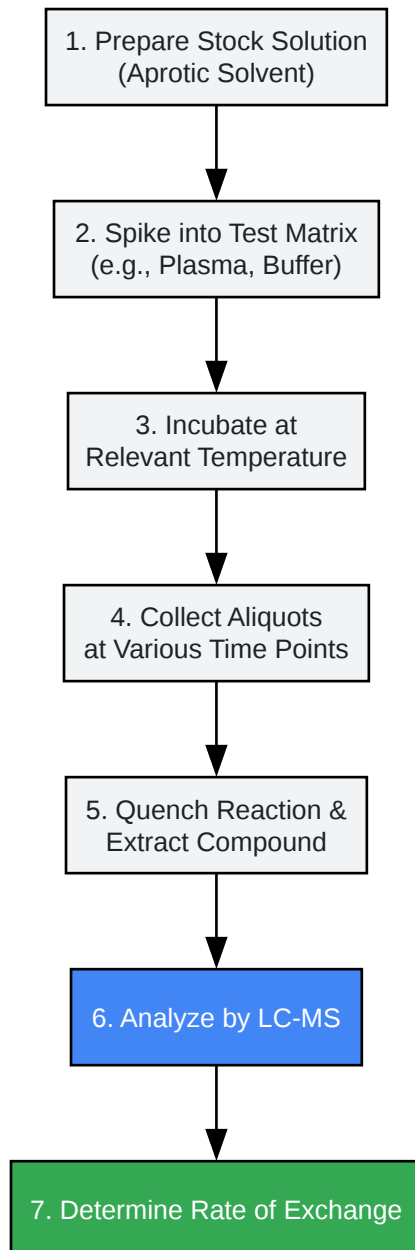 1. Prepare Stock Solution
(Aprotic Solvent)
2. Spike into Test Matrix
(e.g., Plasma, Buffer)
3. Incubate at
Relevant Temperature
4. Collect Aliquots
at Various Time Points
5. Quench Reaction &
Extract Compound
6. Analyze by LC-MS
7. Determine Rate of Exchange